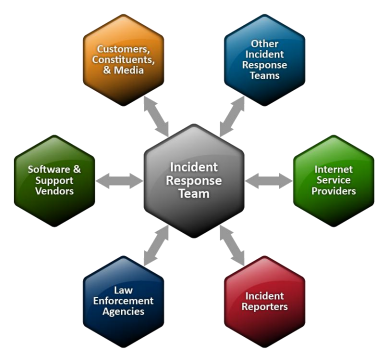 Customers,
Constituents,
& Media
Other
Incident
Response
Teams
Software &
Support
Vendors
Incident
Response
Team
Internet
Service
Providers
Law
Enforcement
Agencies
Incident
Reporters